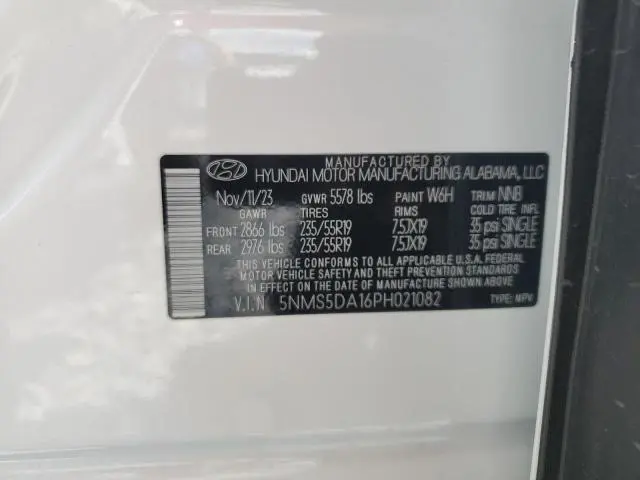 MANUFACTURED BY
HYUNDAI MOTOR MANUFACTURING ALABAMA, LLC
Nov/11/23 GVWR 5578 lbs PAINT W6H TRIM NNB
GAWR TIRES RIMS COLD TIRE INFL
FRONT 2866 lbs 235/55R19 7.5JX19 35 psi SINGLE
REAR 2976 lbs 235/55R19 7.5JX19 35 psi SINGLE
THIS VEHICLE CONFORMS TO ALL APPLICABLE U.S.A. FEDERAL
MOTOR VEHICLE SAFETY AND THEFT PREVENTION STANDARDS
IN EFFECT ON THE DATE OF MANUFACTURE SHOWN ABOVE.
V.I.N 5NMS5DA16PH021082 TYPE: MPV